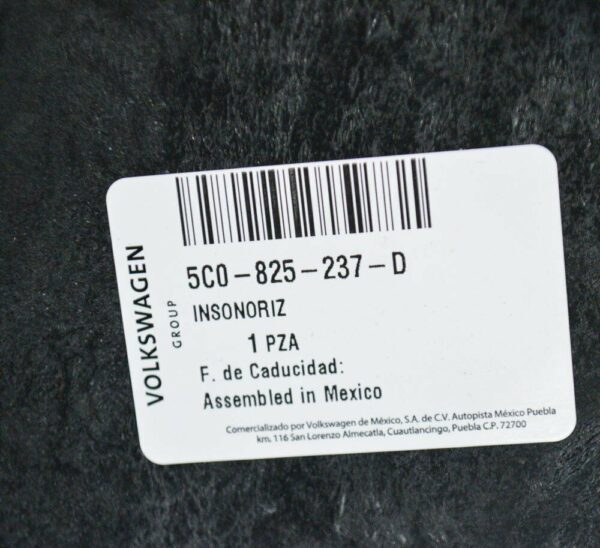 VOLKSWAGEN
GROUP
5C0-825-237-D
INSONORIZ
1 PZA
F. de Caducidad:
Assembled in Mexico
Comercializado por Volkswagen de México, S.A. de C.V. Autopista México Puebla
km. 116 San Lorenzo Almecatla, Cuautlancingo, Puebla C.P. 72700